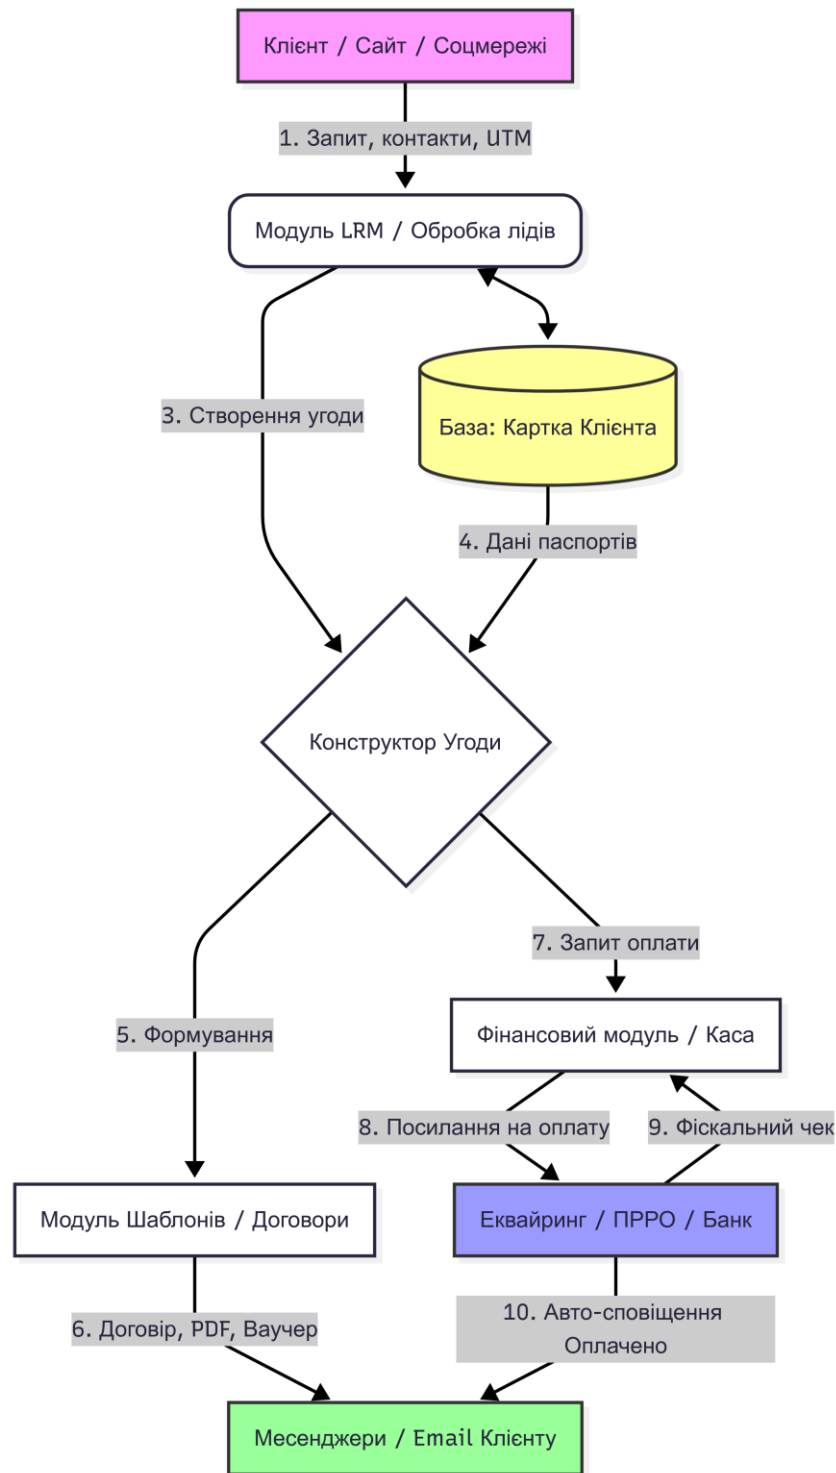 Клієнт / Сайт / Соцмережі
1. Запит, контакти, UTM
Модуль LRM / Обробка лідів
3. Створення угоди
База: Картка Клієнта
4. Дані паспортів
Конструктор Угоди
7. Запит оплати
5. Формування
Фінансовий модуль / Каса
8. Посилання на оплату
9. Фіскальний чек
Модуль Шаблонів / Договори
Еквайринг / ПРРО / Банк
6. Договір, PDF, Ваучер
10. Авто-сповіщення
Оплачено
Месенджери / Email Клієнту